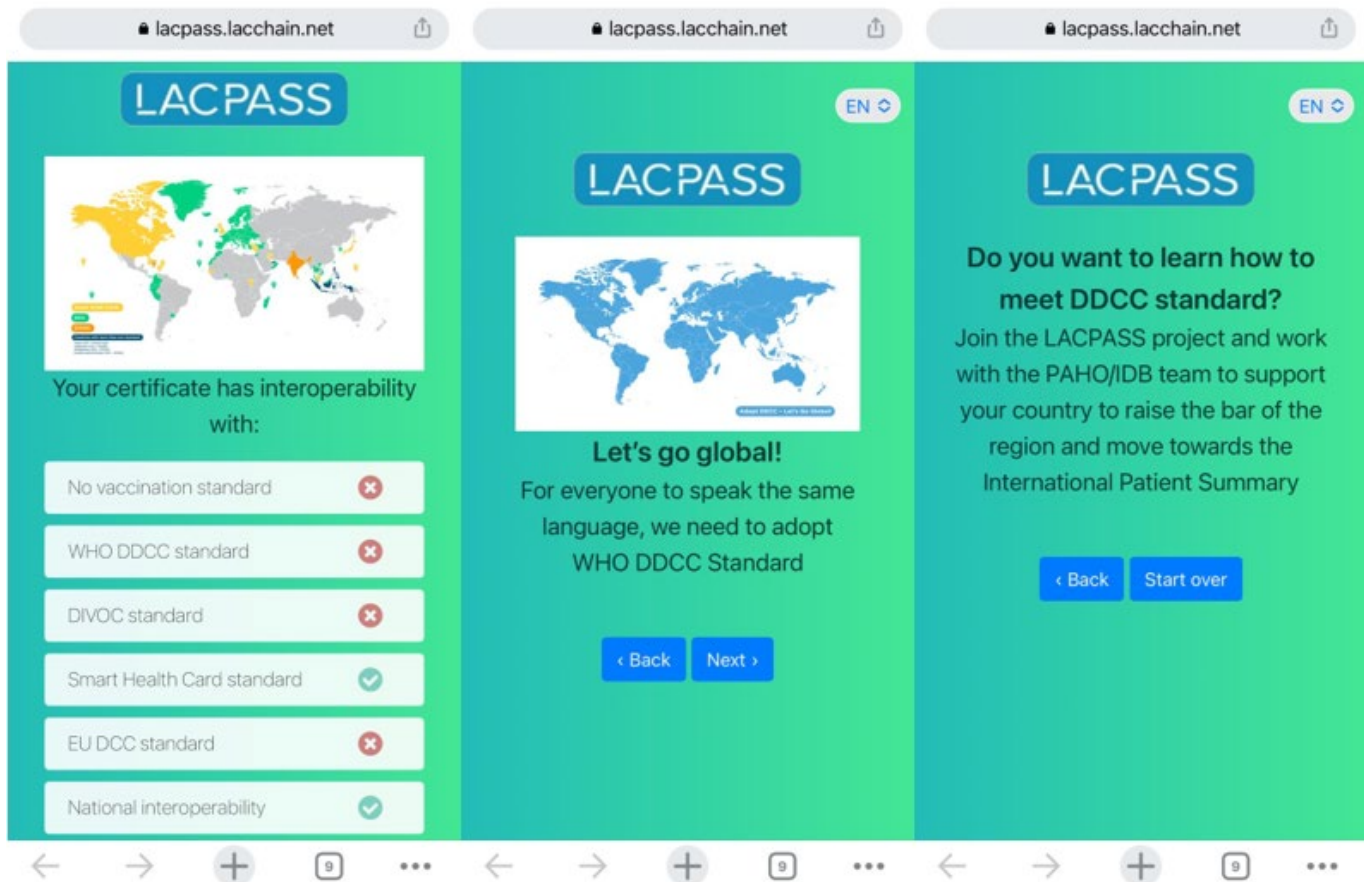 lacpass.lacchain.net
LACPASS
Your certificate has interoperability
with:
No vaccination standard
WHO DDCC standard
DIVOC standard
Smart Health Card standard
EU DCC standard
National interoperability
9
lacpass.lacchain.net
EN
LACPASS
Adopt DDCC – Let's Go Global
Let's go global!
For everyone to speak the same
language, we need to adopt
WHO DDCC Standard
‹ Back
Next ›
9
lacpass.lacchain.net
EN
LACPASS
Do you want to learn how to
meet DDCC standard?
Join the LACPASS project and work
with the PAHO/IDB team to support
your country to raise the bar of the
region and move towards the
International Patient Summary
‹ Back
Start over
9